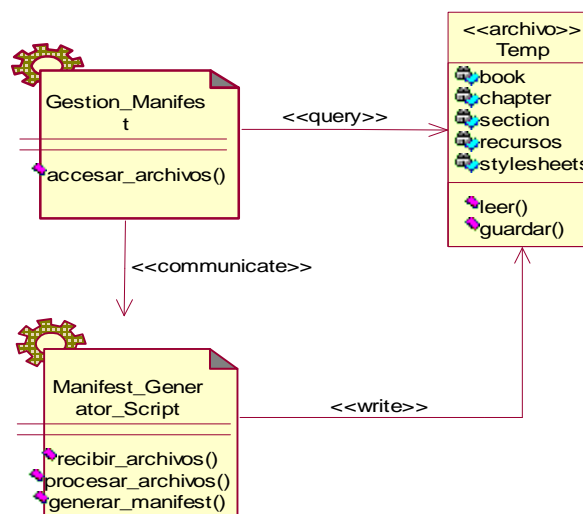 <<archivo>>
Temp
book
chapter
section
recursos
stylesheets
leer()
guardar()
Gestion_Manifes
t
accesar_archivos()
<<query>>
<<communicate>>
Manifest_Gener
ator_Script
recibir_archivos()
procesar_archivos()
generar_manifest()
<<write>>